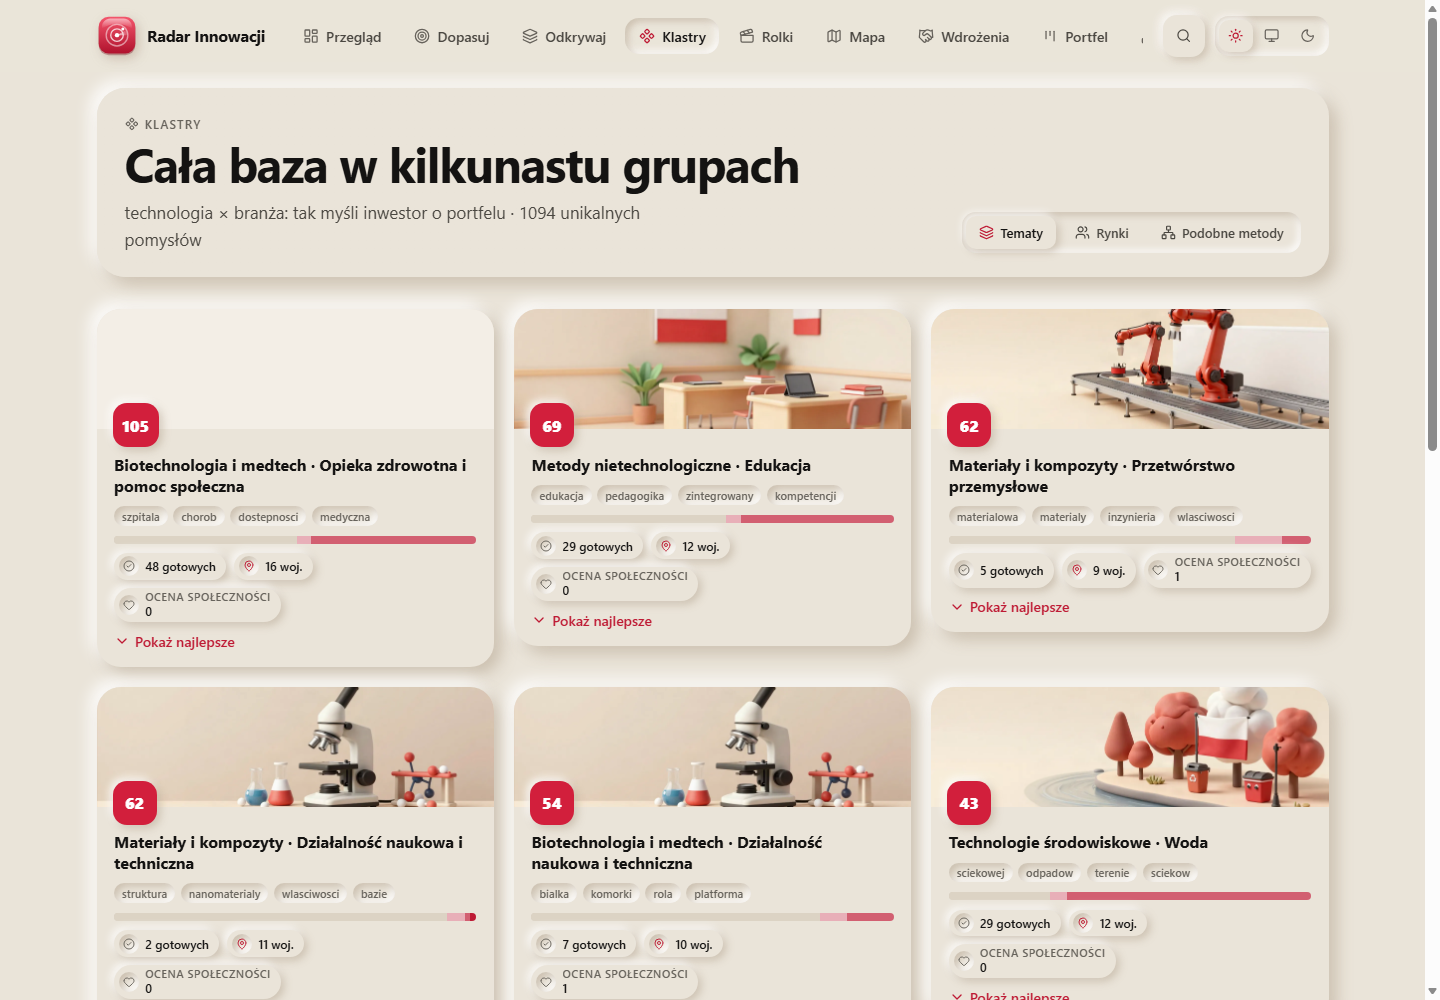 Radar Innowacji
Przegląd
Dopasuj
Odkrywaj
Klastry
Rolki
Mapa
Wdrożenia
Portfel
KLASTRY
Cała baza w kilkunastu grupach
technologia × branża: tak myśli inwestor o portfelu · 1094 unikalnych
pomysłów
Tematy
Rynki
Podobne metody
105
Biotechnologia i medtech · Opieka zdrowotna i
pomoc społeczna
szpitala
chorob
dostepnosci
medyczna
48 gotowych
16 woj.
OCENA SPOŁECZNOŚCI
0
Pokaż najlepsze
69
Metody nietechnologiczne · Edukacja
edukacja
pedagogika
zintegrowany
kompetencji
29 gotowych
12 woj.
OCENA SPOŁECZNOŚCI
0
Pokaż najlepsze
62
Materiały i kompozyty · Przetwórstwo
przemysłowe
materialowa
materialy
inzynieria
wlasciwosci
5 gotowych
9 woj.
OCENA SPOŁECZNOŚCI
1
Pokaż najlepsze
62
Materiały i kompozyty · Działalność naukowa i
techniczna
struktura
nanomaterialy
wlasciwosci
bazie
2 gotowych
11 woj.
OCENA SPOŁECZNOŚCI
0
54
Biotechnologia i medtech · Działalność
naukowa i techniczna
bialka
komorki
rola
platforma
7 gotowych
10 woj.
OCENA SPOŁECZNOŚCI
1
43
Technologie środowiskowe · Woda
sciekowej
odpadow
terenie
sciekow
29 gotowych
12 woj.
OCENA SPOŁECZNOŚCI
0
Pokaż najlepsze